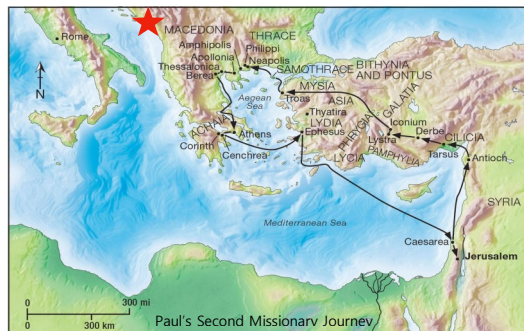 MACEDONIA
THRACE
Rome
Amphipolis
Philippi
Apollonia
Neapolis
Thessalonica
Berea
SAMOTHRACE
BITHYNIA
AND PONTUS
MYSIA
N
Aegean
Sea
Troas
ASIA
GALATIA
Thyatira
Iconium
PHRYGIA
ACHAIA
LYDIA
Derbe
Athens
Ephesus
Lystra
CILICIA
Corinth
PAMPHYLIA
Tarsus
Antioch
Cenchrea
LYCIA
SYRIA
Mediterranean Sea
Caesarea
Jerusalem
0 300 mi
0 300 km
Paul's Second Missionary Journey